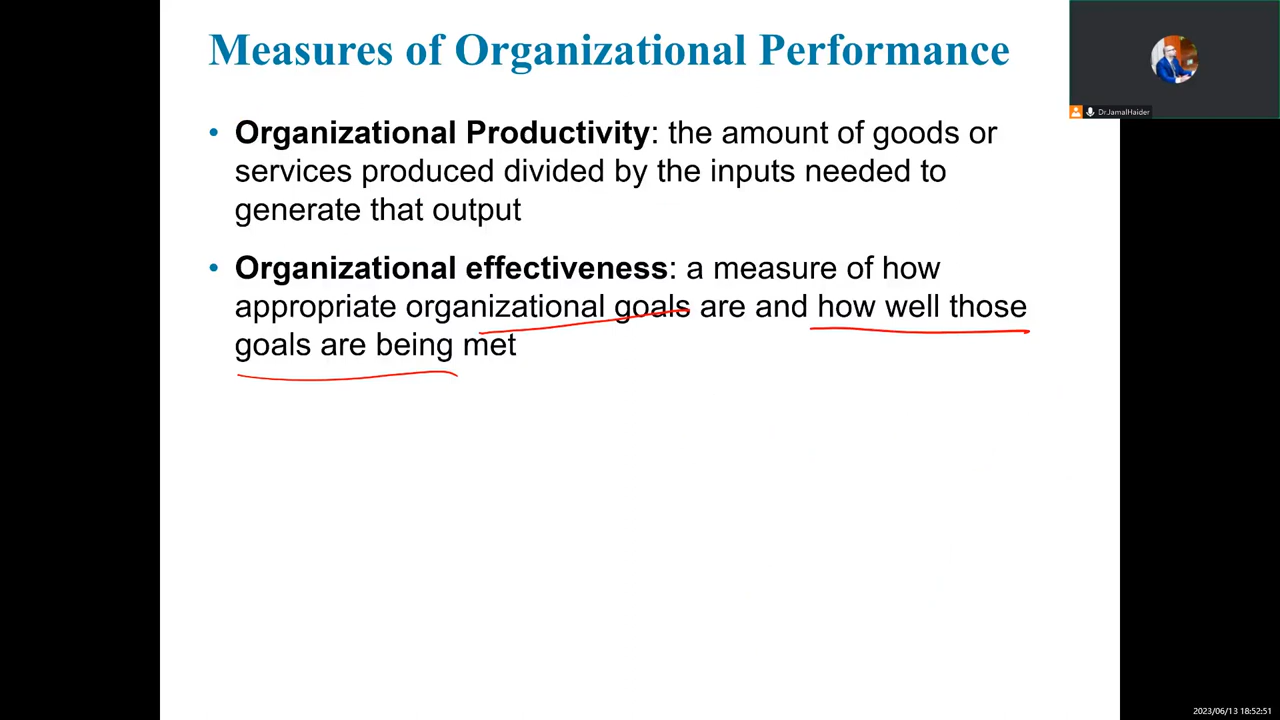 Measures of Organizational Performance
DrJamalHaider
• Organizational Productivity: the amount of goods or
services produced divided by the inputs needed to
generate that output
• Organizational effectiveness: a measure of how
appropriate organizational goals are and how well those
goals are being met
2023/06/13 18:52:51